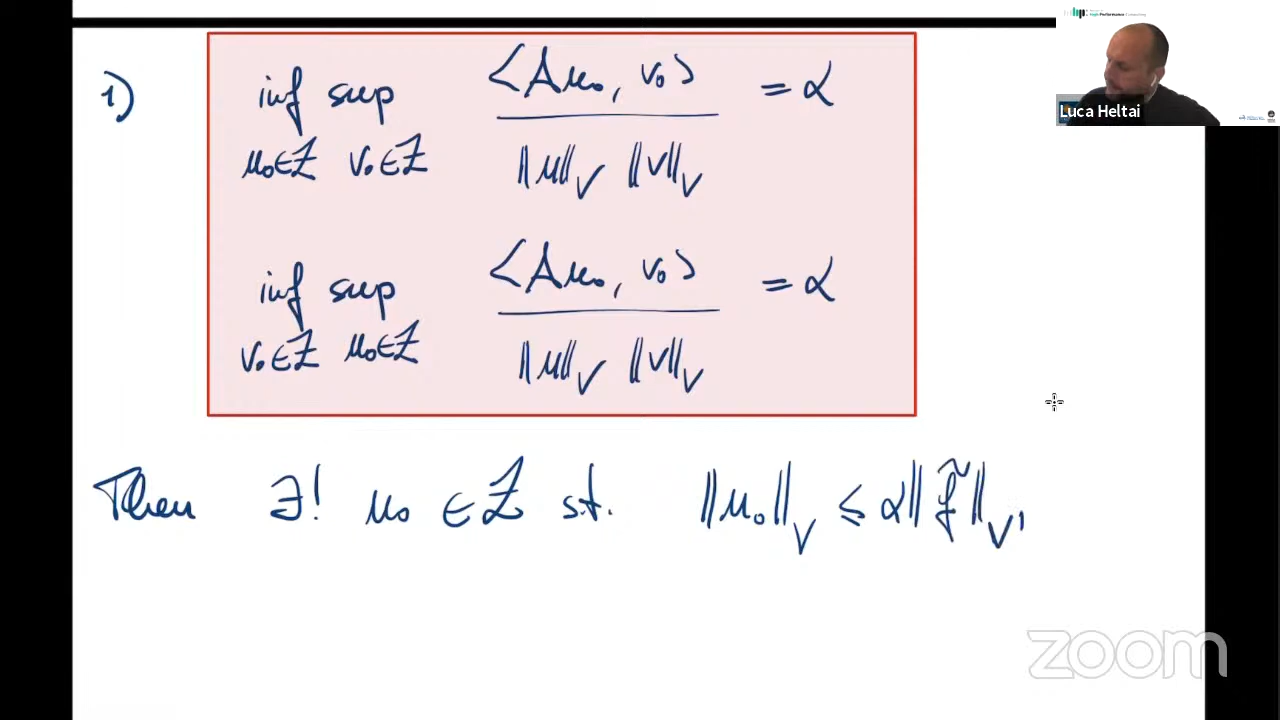 1) inf sup <Au₀, v₀> = α
u₀∈Z v₀∈Z ‖u‖_V ‖v‖_V
inf sup <Au₀, v₀> = α
v₀∈Z u₀∈Z ‖u‖_V ‖v‖_V
Then ∃! u₀ ∈ Z s.t. ‖u₀‖_V ≤ α‖f̃‖_V'
Luca Heltai
zoom